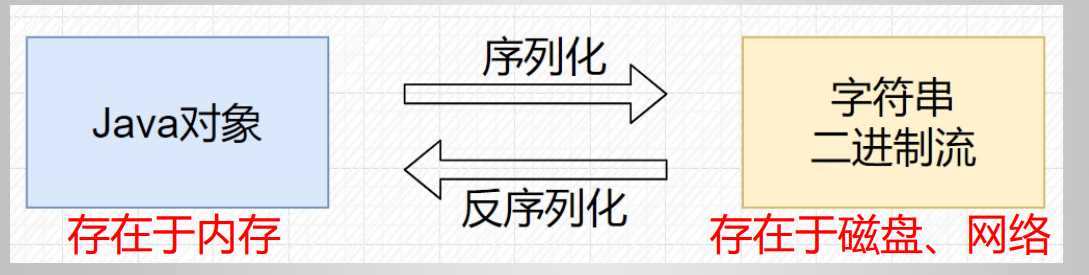 序列化
Java对象
字符串
二进制流
反序列化
存在于内存
存在于磁盘、网络